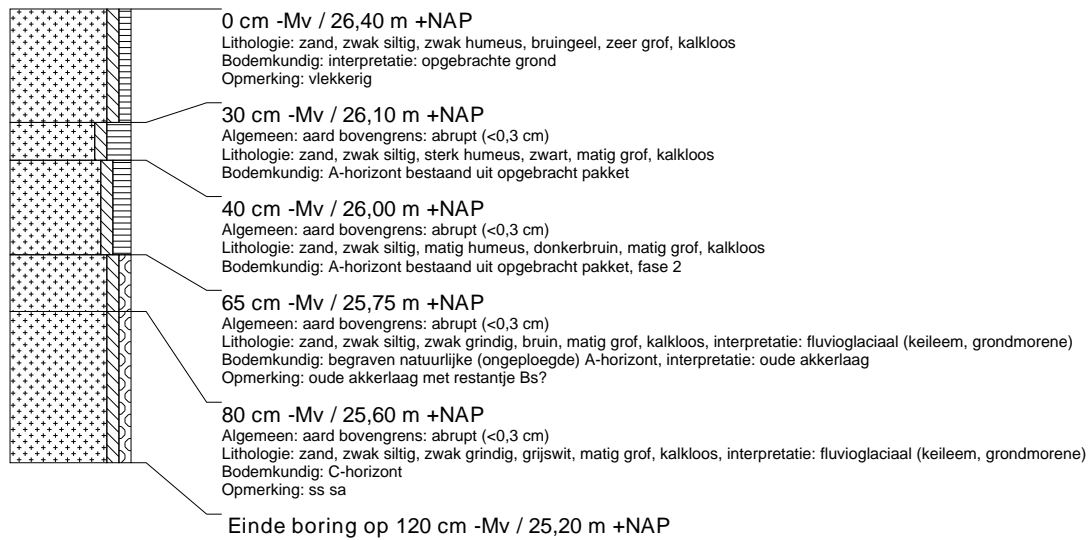 0 cm -Mv / 26,40 m +NAP
Lithologie: zand, zwak siltig, zwak humeus, bruingeel, zeer grof, kalkloos
Bodemkundig: interpretatie: opgebrachte grond
Opmerking: vlekkerig
30 cm -Mv / 26,10 m +NAP
Algemeen: aard bovengrens: abrupt (<0,3 cm)
Lithologie: zand, zwak siltig, sterk humeus, zwart, matig grof, kalkloos
Bodemkundig: A-horizont bestaand uit opgebracht pakket
40 cm -Mv / 26,00 m +NAP
Algemeen: aard bovengrens: abrupt (<0,3 cm)
Lithologie: zand, zwak siltig, matig humeus, donkerbruin, matig grof, kalkloos
Bodemkundig: A-horizont bestaand uit opgebracht pakket, fase 2
65 cm -Mv / 25,75 m +NAP
Algemeen: aard bovengrens: abrupt (<0,3 cm)
Lithologie: zand, zwak siltig, zwak grindig, bruin, matig grof, kalkloos, interpretatie: fluvioglaciaal (keileem, grondmorene)
Bodemkundig: begraven natuurlijke (ongeploegde) A-horizont, interpretatie: oude akkerlaag
Opmerking: oude akkerlaag met restantje Bs?
80 cm -Mv / 25,60 m +NAP
Algemeen: aard bovengrens: abrupt (<0,3 cm)
Lithologie: zand, zwak siltig, zwak grindig, grijswit, matig grof, kalkloos, interpretatie: fluvioglaciaal (keileem, grondmorene)
Bodemkundig: C-horizont
Opmerking: ss sa
Einde boring op 120 cm -Mv / 25,20 m +NAP